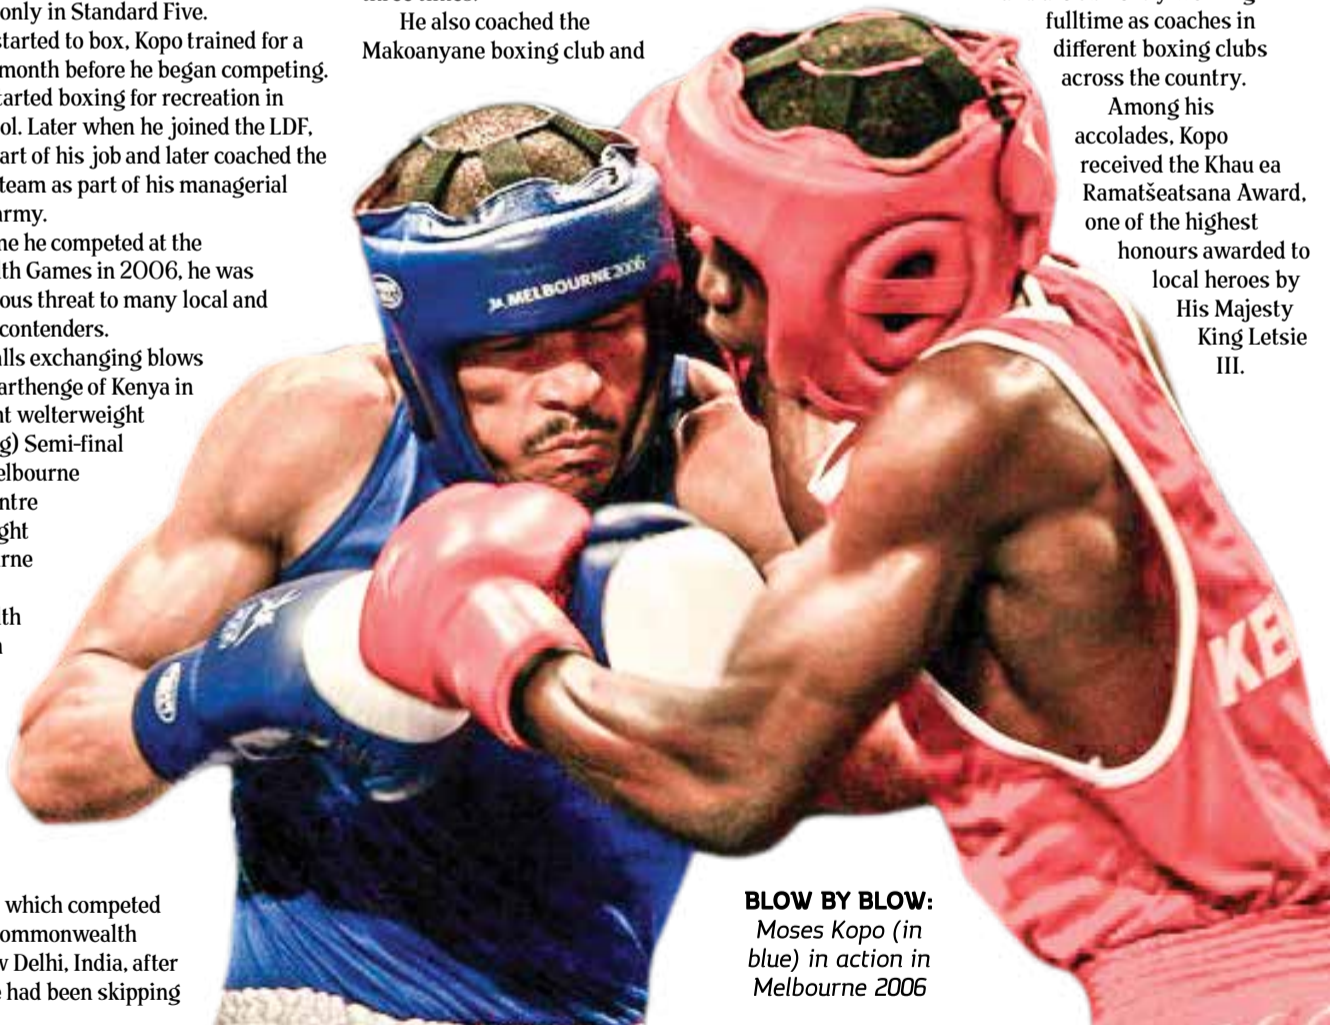 only in Standard Five.
started to box, Kopo trained for a
month before he began competing.
tarted boxing for recreation in
ol. Later when he joined the LDF,
art of his job and later coached the
team as part of his managerial
army.
ne he competed at the
th Games in 2006, he was
ous threat to many local and
contenders.
lls exchanging blows
arthenge of Kenya in
nt welterweight
g) Semi-final
elbourne
ntre
ght
rne
th
which competed
ommonwealth
w Delhi, India, after
e had been skipping
He also coached the
Makoanyane boxing club and
fulltime as coaches in
different boxing clubs
across the country.
Among his
accolades, Kopo
received the Khau ea
Ramatšeatsana Award,
one of the highest
honours awarded to
local heroes by
His Majesty
King Letsie
III.
MELBOURNE2006
KE
BLOW BY BLOW:
Moses Kopo (in
blue) in action in
Melbourne 2006